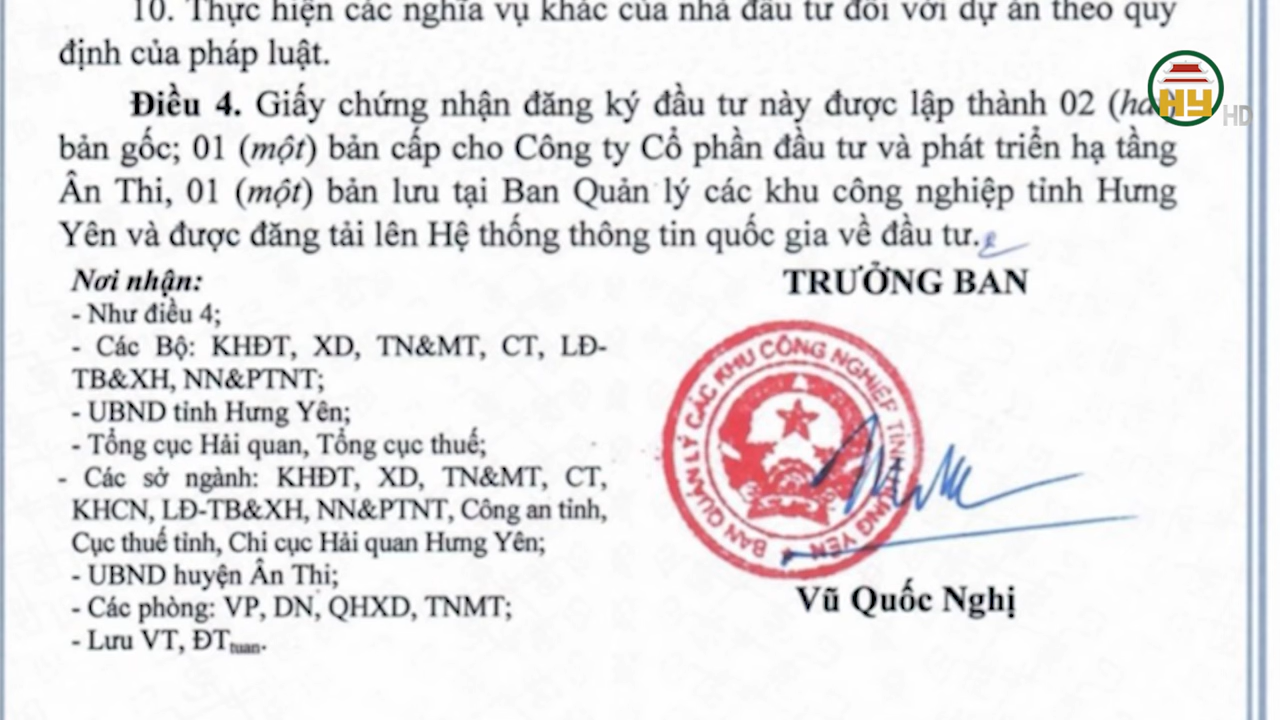 10. Thực hiện các nghĩa vụ khác của nhà đầu tư đối với dự án theo quy
định của pháp luật.
Điều 4. Giấy chứng nhận đăng ký đầu tư này được lập thành 02 (hai)
bản gốc; 01 (một) bản cấp cho Công ty Cổ phần đầu tư và phát triển hạ tầng
Ân Thi, 01 (một) bản lưu tại Ban Quản lý các khu công nghiệp tỉnh Hưng
Yên và được đăng tải lên Hệ thống thông tin quốc gia về đầu tư.
Nơi nhận:
- Như điều 4;
- Các Bộ: KHĐT, XD, TN&MT, CT, LĐ-
TB&XH, NN&PTNT;
- UBND tỉnh Hưng Yên;
- Tổng cục Hải quan, Tổng cục thuế;
- Các sở ngành: KHĐT, XD, TN&MT, CT,
KHCN, LĐ-TB&XH, NN&PTNT, Công an tỉnh,
Cục thuế tỉnh, Chi cục Hải quan Hưng Yên;
- UBND huyện Ân Thi;
- Các phòng: VP, DN, QHXD, TNMT;
- Lưu VT, ĐTtuan.
TRƯỞNG BAN
BAN QUẢN LÝ CÁC KHU CÔNG NGHIỆP TỈNH HƯNG YÊN
Vũ Quốc Nghị
HY HD